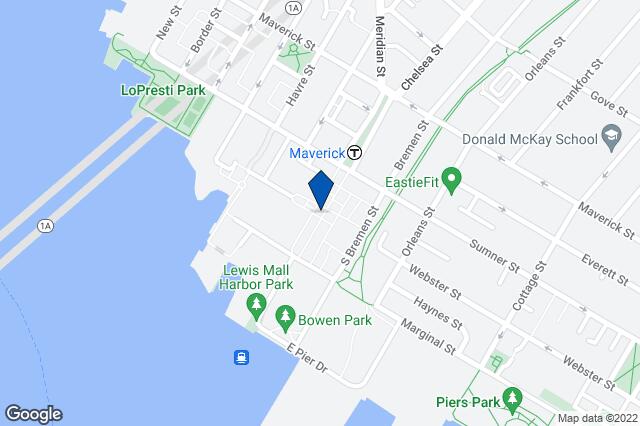 New St
Border St
Maverick St
1A
Meridian St
Chelsea St
Orleans St
Frankfort St
Gove St
LoPresti Park
Havre St
Maverick
T
Bremen St
Donald McKay School
EastieFit
1A
Maverick St
S Bremen St
Orleans St
Sumner St
Everett St
Cottage St
Lewis Mall
Harbor Park
Bowen Park
Webster St
Haynes St
Marginal St
Webster St
E Pier Dr
Piers Park
Google
Map data ©2022